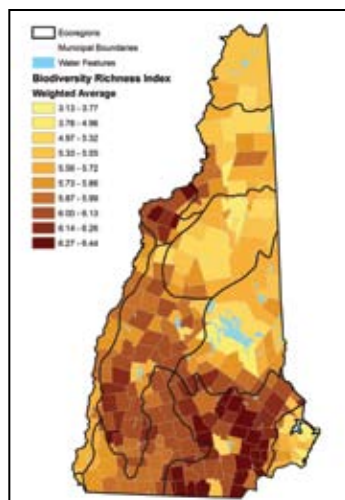 Ecoregions
Municipal Boundaries
Water Features
Biodiversity Richness Index
Weighted Average
3.13 - 3.77
3.78 - 4.96
4.97 - 5.32
5.33 - 5.55
5.56 - 5.72
5.73 - 5.86
5.87 - 5.99
6.00 - 6.13
6.14 - 6.26
6.27 - 6.44